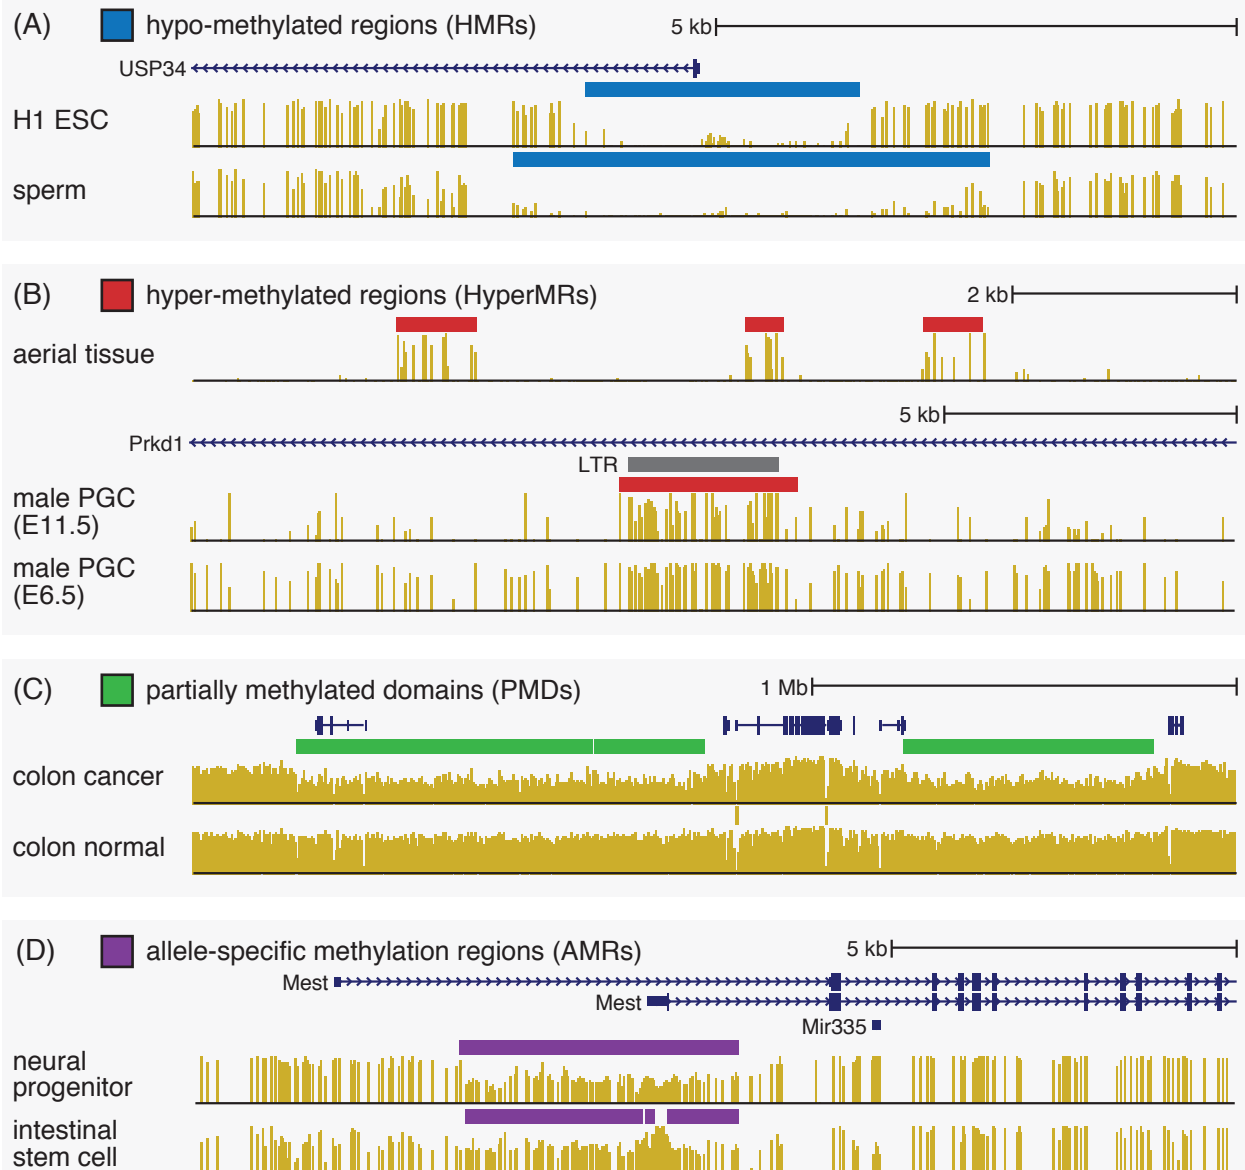 (A) hypo-methylated regions (HMRs) 5 kb
USP34
H1 ESC
sperm
(B) hyper-methylated regions (HyperMRs) 2 kb
aerial tissue
5 kb
Prkd1
LTR
male PGC
(E11.5)
male PGC
(E6.5)
(C) partially methylated domains (PMDs) 1 Mb
colon cancer
colon normal
(D) allele-specific methylation regions (AMRs) 5 kb
Mest
Mest
Mir335
neural
progenitor
intestinal
stem cell